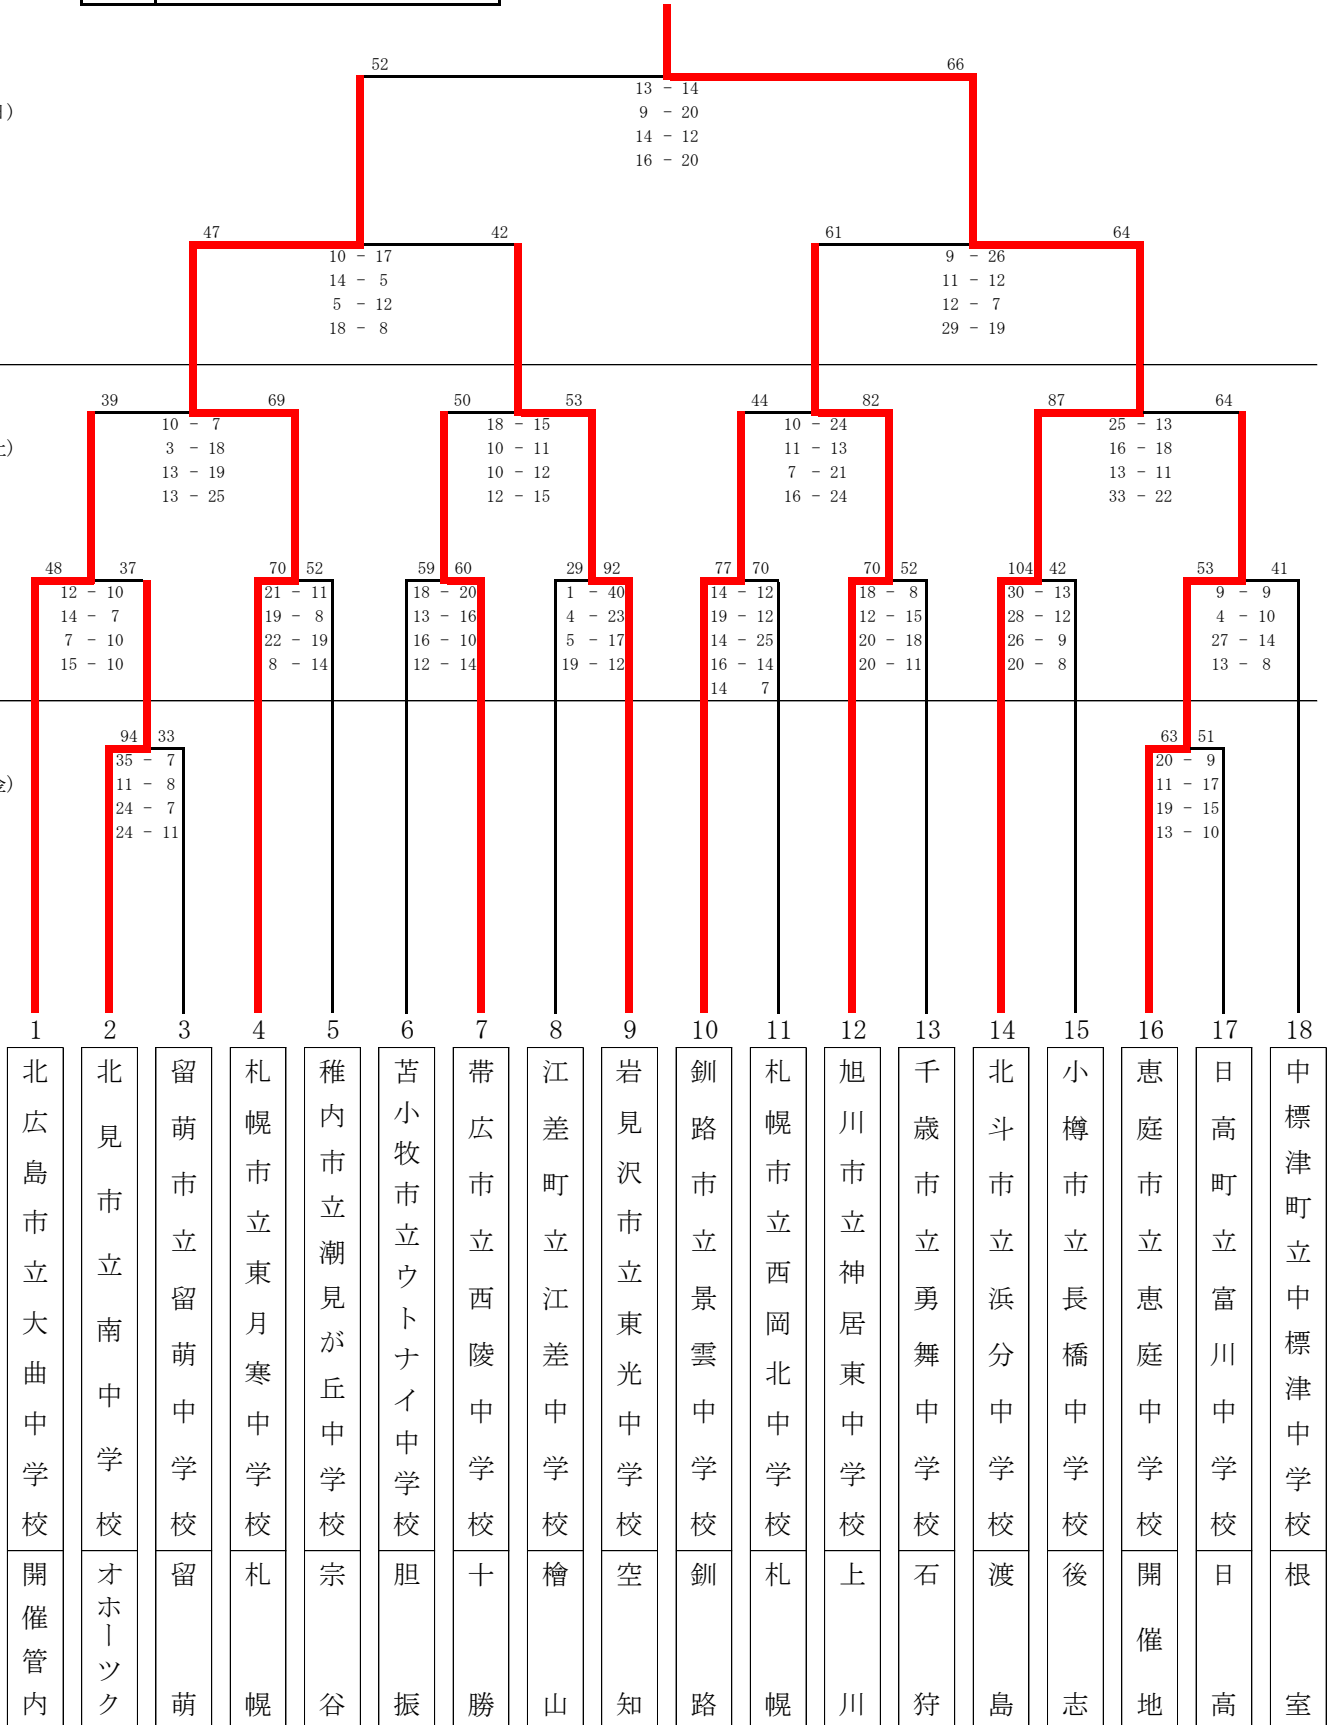 52 66
13 - 14
日)
9 - 20
14 - 12
16 - 20
47 42 61 64
10 - 17 9 - 26
14 - 5 11 - 12
5 - 12 12 - 7
18 - 8 29 - 19
39 69 50 53 44 82 87 64
10 - 7 18 - 15 10 - 24 25 - 13
土) 3 - 18 10 - 11 11 - 13 16 - 18
13 - 19 10 - 12 7 - 21 13 - 11
13 - 25 12 - 15 16 - 24 33 - 22
48 37 70 52 59 60 29 92 77 70 70 52 104 42 53 41
12 - 10 21 - 11 18 - 20 1 - 40 14 - 12 18 - 8 30 - 13 9 - 9
14 - 7 19 - 8 13 - 16 4 - 23 19 - 12 12 - 15 28 - 12 4 - 10
7 - 10 22 - 19 16 - 10 5 - 17 14 - 25 20 - 18 26 - 9 27 - 14
15 - 10 8 - 14 12 - 14 19 - 12 16 - 14 20 - 11 20 - 8 13 - 8
14 7
94 33 63 51
35 - 7 20 - 9
金) 11 - 8 11 - 17
24 - 7 19 - 15
24 - 11 13 - 10
1 2 3 4 5 6 7 8 9 10 11 12 13 14 15 16 17 18
北広島市立大曲中学校
開催管内
北見市立南中学校
オホーツク
留萌市立留萌中学校
留萌
札幌市立東月寒中学校
札幌
稚内市立潮見が丘中学校
宗谷
苫小牧市立ウトナイ中学校
胆振
帯広市立西陵中学校
十勝
江差町立江差中学校
檜山
岩見沢市立東光中学校
空知
釧路市立景雲中学校
釧路
札幌市立西岡北中学校
札幌
旭川市立神居東中学校
上川
千歳市立勇舞中学校
石狩
北斗市立浜分中学校
渡島
小樽市立長橋中学校
後志
恵庭市立恵庭中学校
開催地
日高町立富川中学校
日高
中標津町立中標津中学校
根室